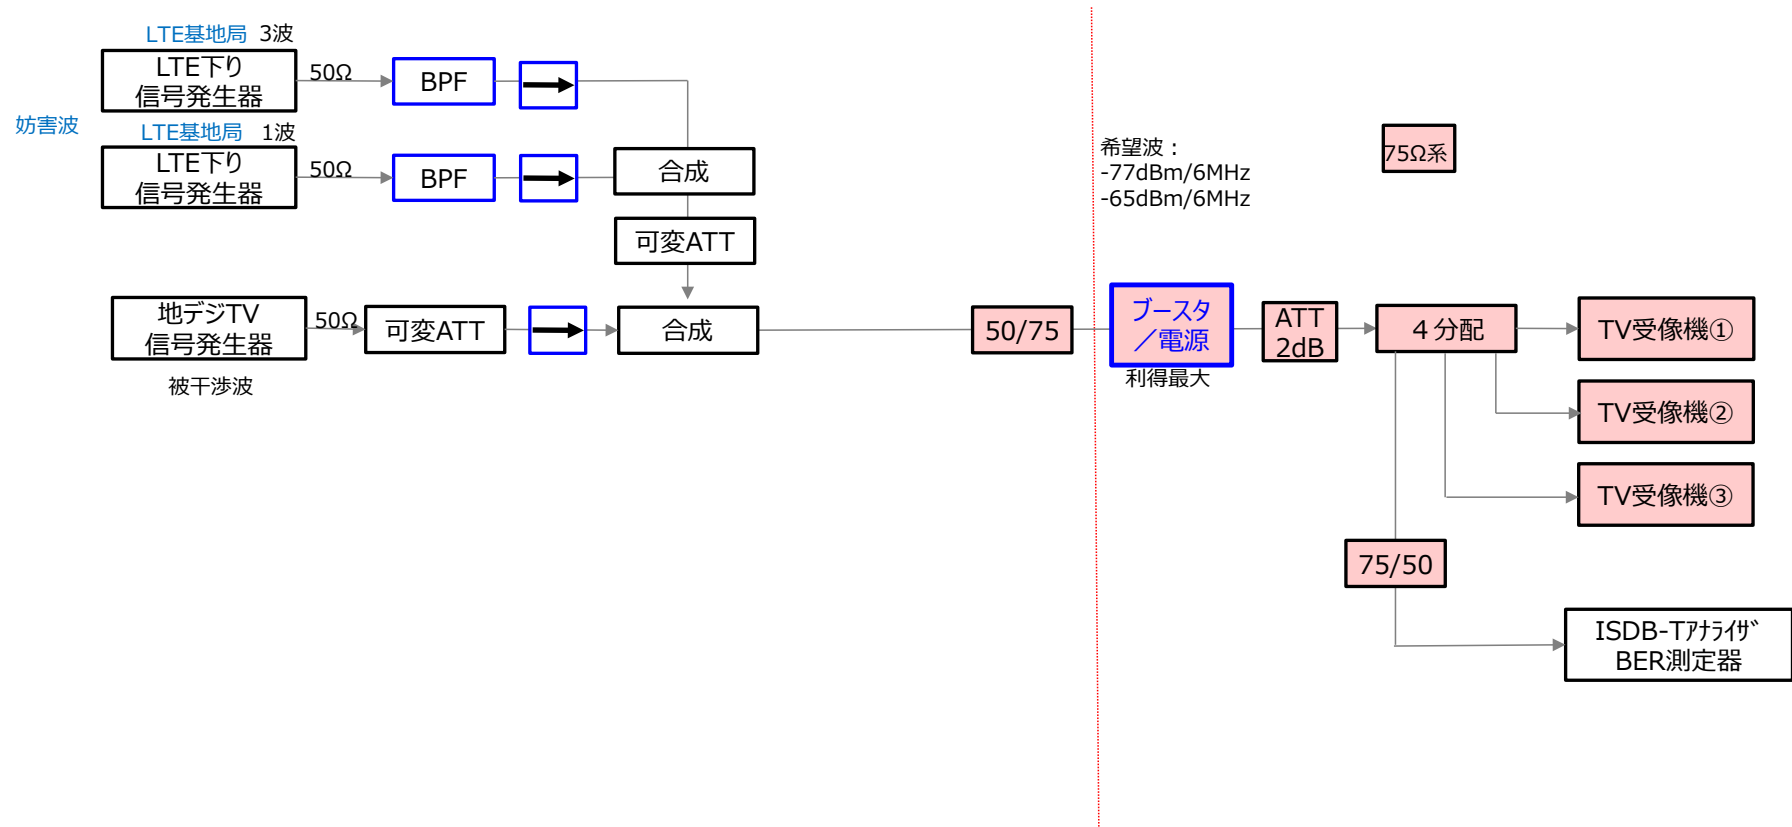 LTE基地局 3波
LTE下り
信号発生器
50Ω
BPF
妨害波
LTE基地局 1波
LTE下り
信号発生器
50Ω
BPF
合成
可変ATT
希望波：
-77dBm/6MHz
-65dBm/6MHz
75Ω系
地デジTV
信号発生器
50Ω
可変ATT
合成
50/75
ブースタ
／電源
ATT
2dB
４分配
TV受像機①
被干渉波
利得最大
TV受像機②
TV受像機③
75/50
ISDB-Tｱﾅﾗｲｻﾞ
BER測定器